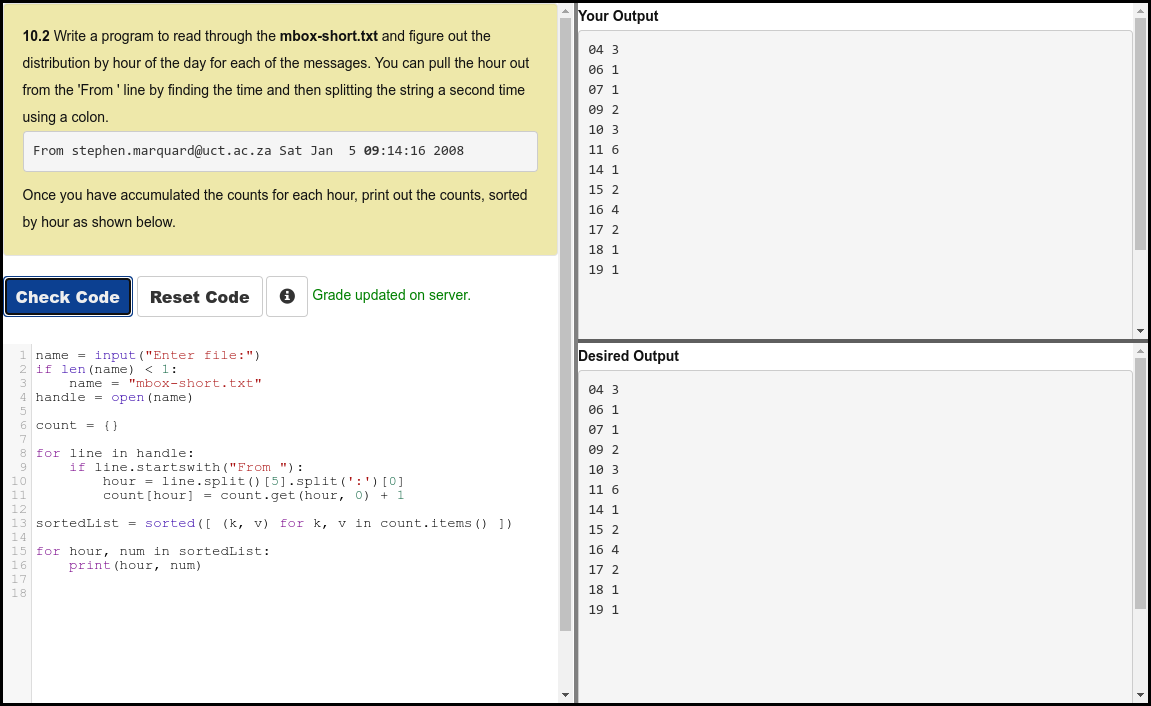 10.2 Write a program to read through the mbox-short.txt and figure out the
distribution by hour of the day for each of the messages. You can pull the hour out
from the 'From ' line by finding the time and then splitting the string a second time
using a colon.
From stephen.marquard@uct.ac.za Sat Jan  5 09:14:16 2008
Once you have accumulated the counts for each hour, print out the counts, sorted
by hour as shown below.
Check Code Reset Code Grade updated on server.
1 name = input("Enter file:")
2 if len(name) < 1:
3     name = "mbox-short.txt"
4 handle = open(name)
5
6 count = {}
7
8 for line in handle:
9     if line.startswith("From "):
10         hour = line.split()[5].split(':')[0]
11         count[hour] = count.get(hour, 0) + 1
12
13 sortedList = sorted([ (k, v) for k, v in count.items() ])
14
15 for hour, num in sortedList:
16     print(hour, num)
17
18
Your Output
04 3
06 1
07 1
09 2
10 3
11 6
14 1
15 2
16 4
17 2
18 1
19 1
Desired Output
04 3
06 1
07 1
09 2
10 3
11 6
14 1
15 2
16 4
17 2
18 1
19 1